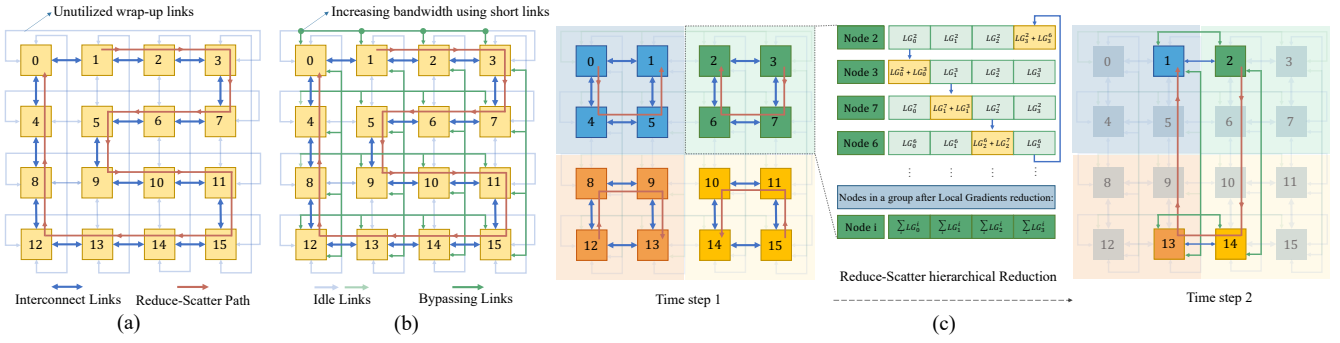 Unutilized wrap-up links
0 1 2 3
4 5 6 7
8 9 10 11
12 13 14 15
Interconnect Links
Reduce-Scatter Path
(a)
Increasing bandwidth using short links
0 1 2 3
4 5 6 7
8 9 10 11
12 13 14 15
Idle Links
Bypassing Links
(b)
0 1 2 3
4 5 6 7
8 9 10 11
12 13 14 15
Time step 1
Node 2
Node 3
Node 7
Node 6
Nodes in a group after Local Gradients reduction:
Node i
Reduce-Scatter hierarchical Reduction
(c)
0 1 2 3
4 5 6 7
8 9 10 11
12 13 14 15
Time step 2